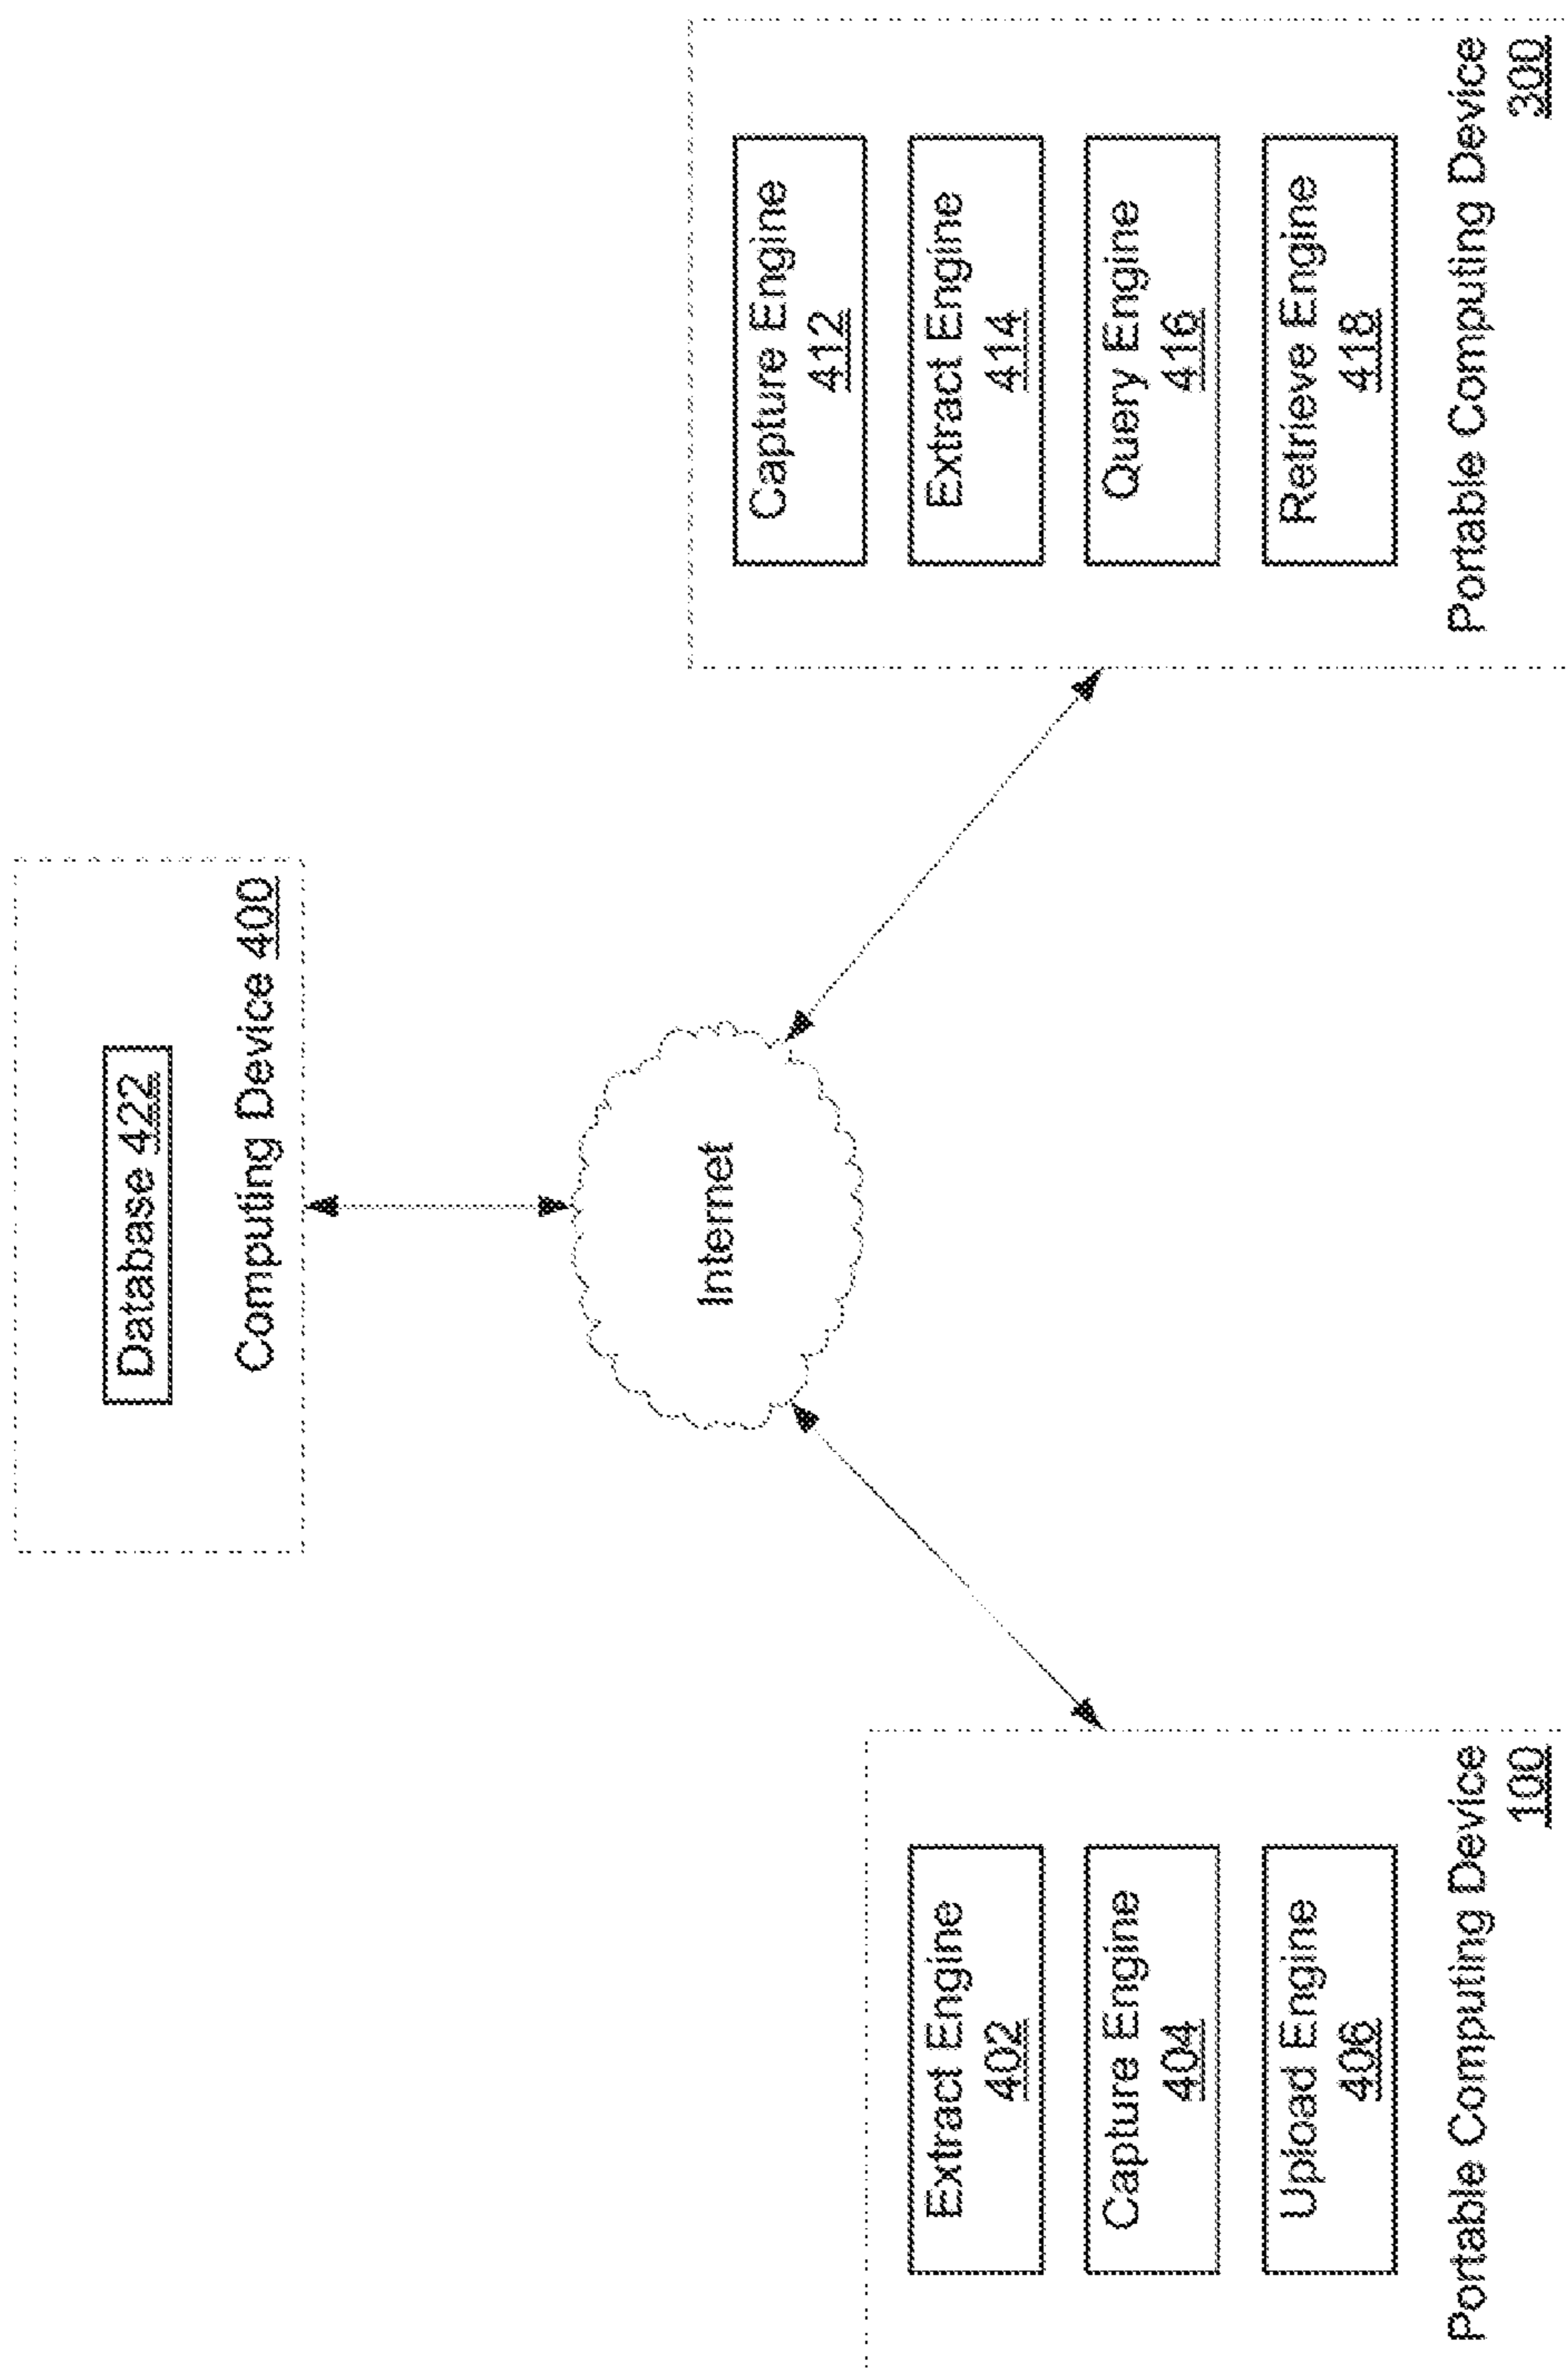 Database 422
Computing Device 400
Internet
Extract Engine
402
Capture Engine
404
Upload Engine
406
Portable Computing Device
100
Capture Engine
412
Extract Engine
414
Query Engine
416
Retrieve Engine
418
Portable Computing Device
300